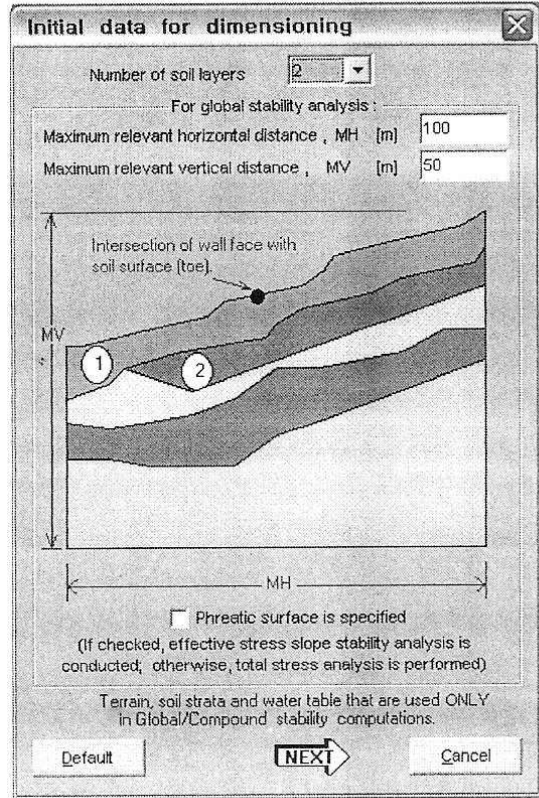 Initial data for dimensioning
Number of soil layers 2
For global stability analysis :
Maximum relevant horizontal distance , MH [m] 100
Maximum relevant vertical distance , MV [m] 50
Intersection of wall face with
soil surface (toe).
MV
1
2
MH
Phreatic surface is specified
(If checked, effective stress slope stability analysis is
conducted; otherwise, total stress analysis is performed)
Terrain, soil strata and water table that are used ONLY
in Global/Compound stability computations.
Default NEXT Cancel